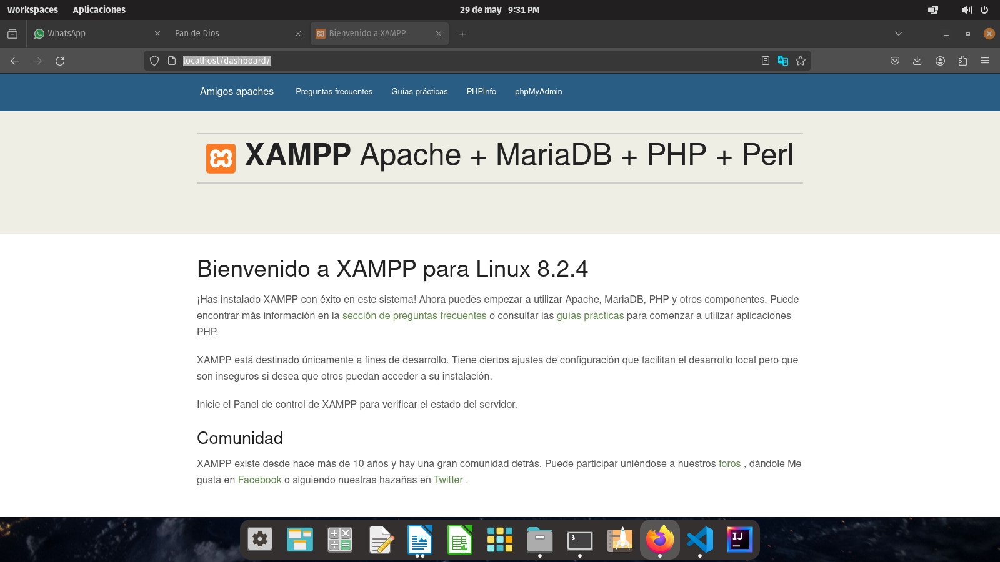 Workspaces Aplicaciones 29 de may 9:31 PM
WhatsApp Pan de Dios Bienvenido a XAMPP
localhost/dashboard/
Amigos apaches Preguntas frecuentes Guías prácticas PHPInfo phpMyAdmin
XAMPP Apache + MariaDB + PHP + Perl
Bienvenido a XAMPP para Linux 8.2.4
¡Has instalado XAMPP con éxito en este sistema! Ahora puedes empezar a utilizar Apache, MariaDB, PHP y otros componentes. Puede
encontrar más información en la sección de preguntas frecuentes o consultar las guías prácticas para comenzar a utilizar aplicaciones
PHP.
XAMPP está destinado únicamente a fines de desarrollo. Tiene ciertos ajustes de configuración que facilitan el desarrollo local pero que
son inseguros si desea que otros puedan acceder a su instalación.
Inicie el Panel de control de XAMPP para verificar el estado del servidor.
Comunidad
XAMPP existe desde hace más de 10 años y hay una gran comunidad detrás. Puede participar uniéndose a nuestros foros , dándole Me
gusta en Facebook o siguiendo nuestras hazañas en Twitter .
$_
IJ